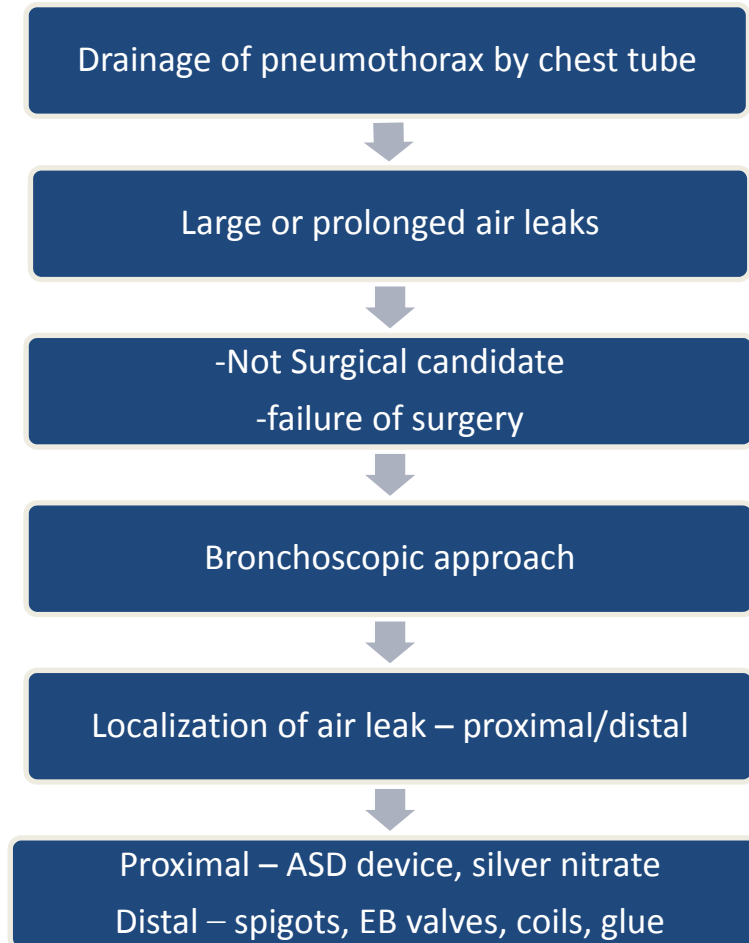 Drainage of pneumothorax by chest tube
Large or prolonged air leaks
-Not Surgical candidate
-failure of surgery
Bronchoscopic approach
Localization of air leak – proximal/distal
Proximal – ASD device, silver nitrate
Distal – spigots, EB valves, coils, glue